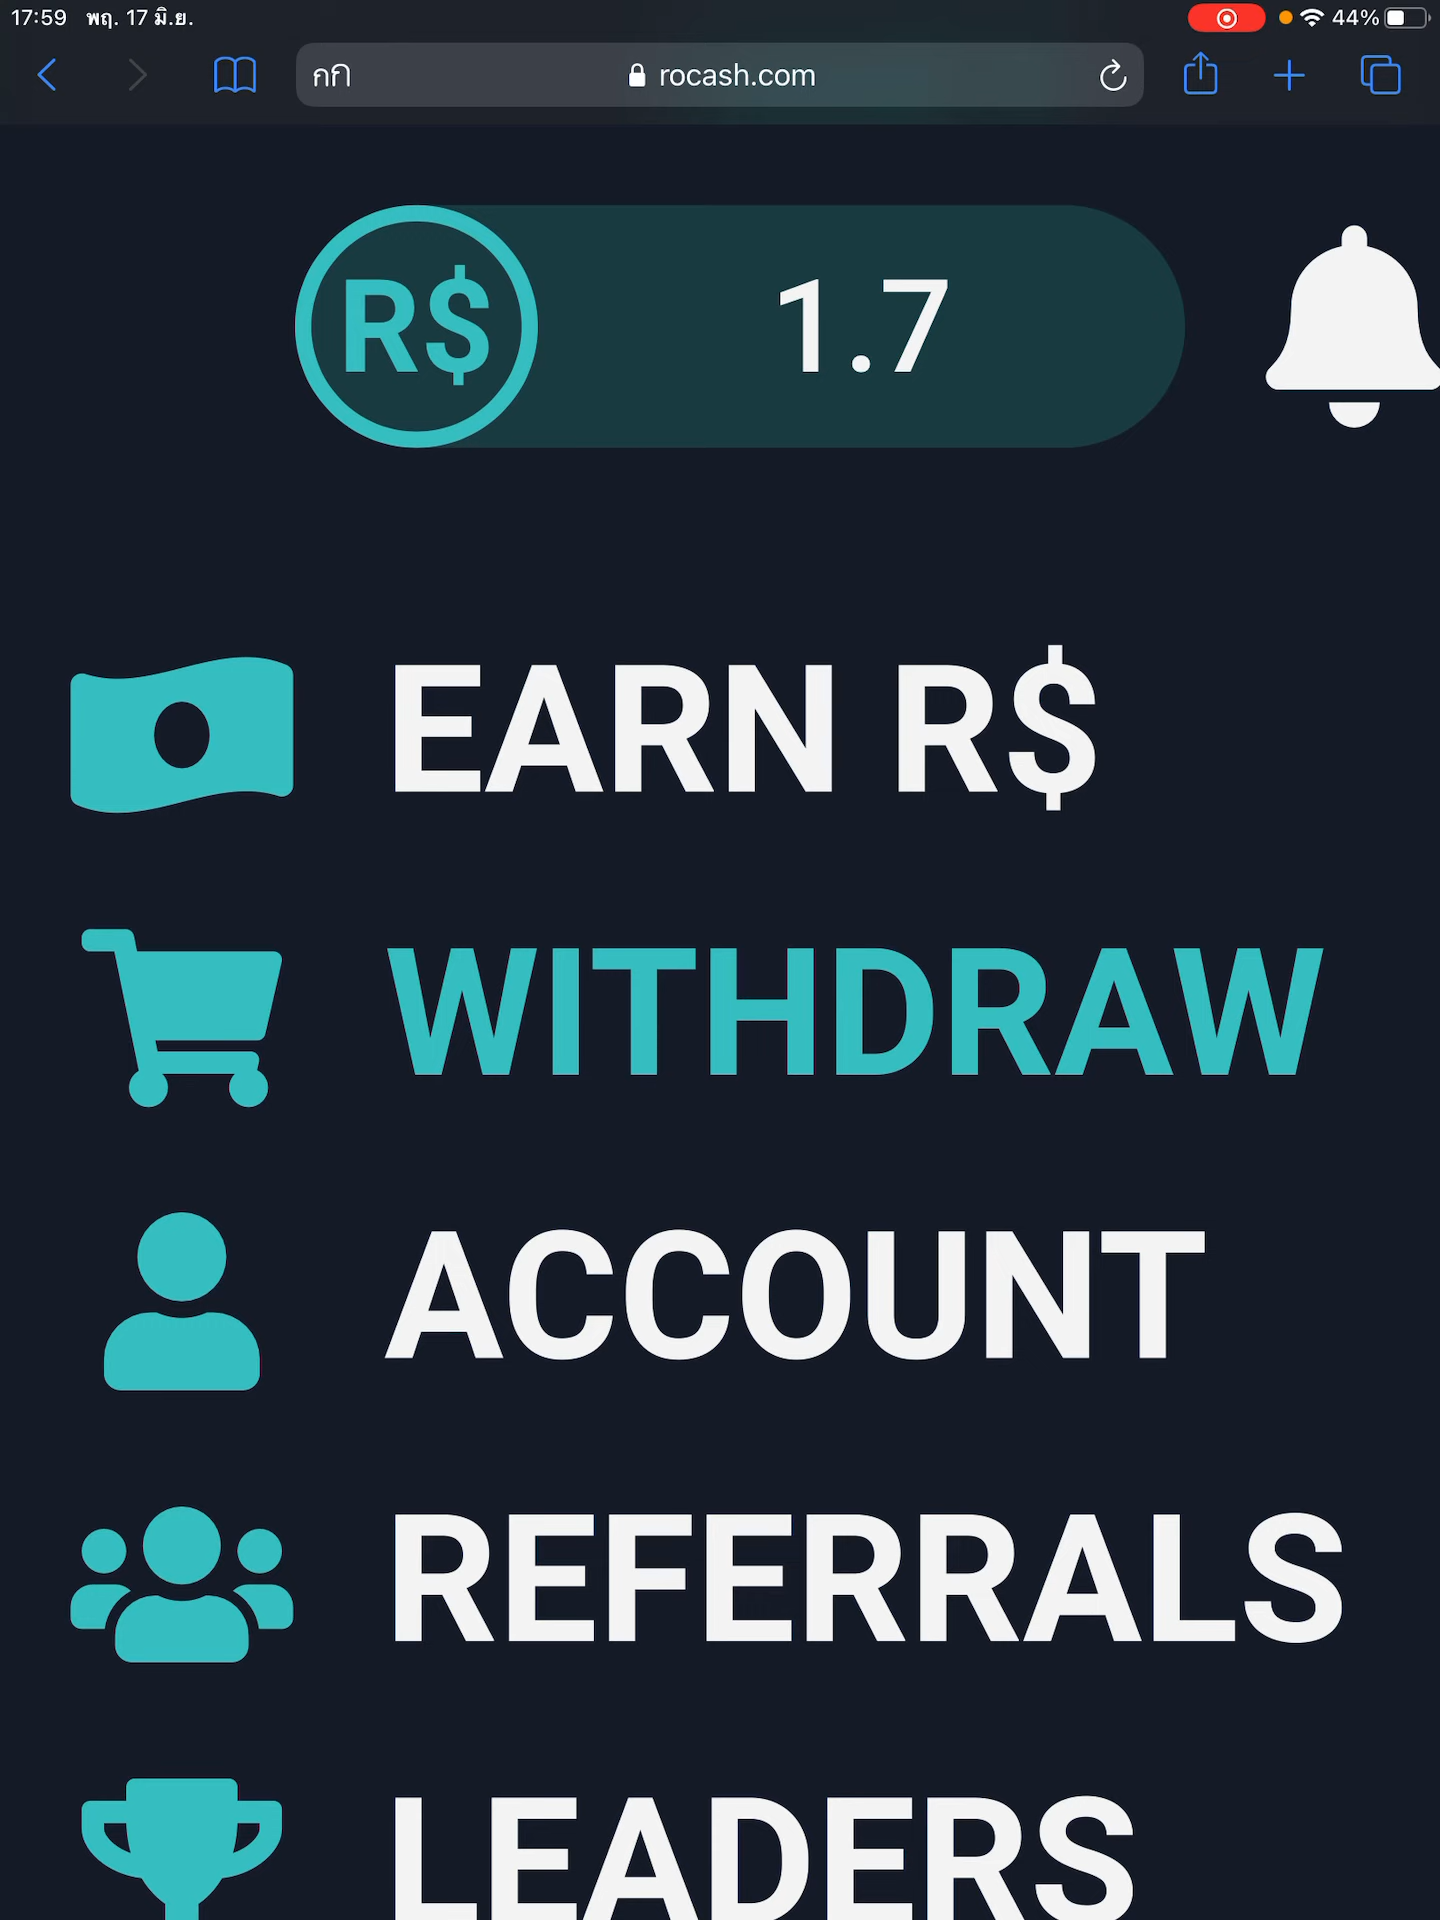 17:59 พฤ. 17 มิ.ย. 44%
กกิ rocash.com
R$ 1.7
EARN R$
WITHDRAW
ACCOUNT
REFERRALS
LEADERS